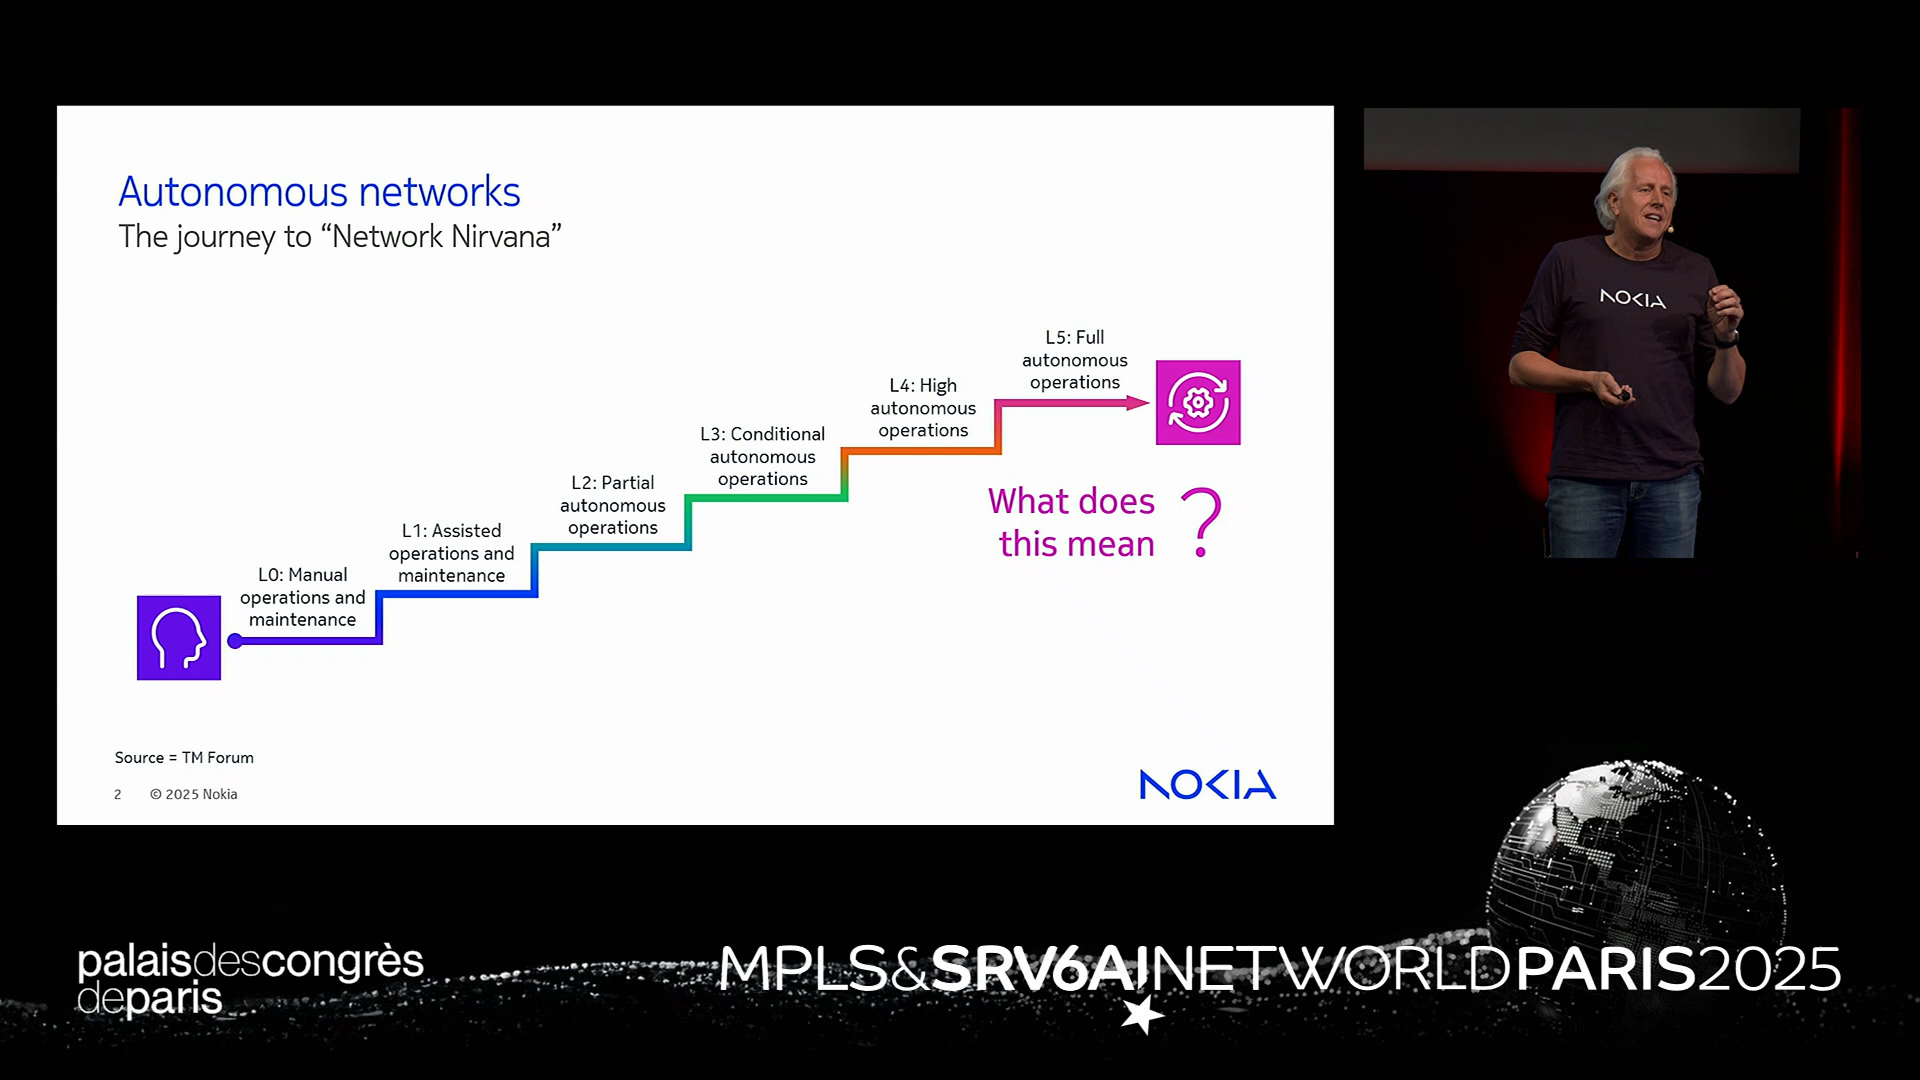 Autonomous networks
The journey to “Network Nirvana”
L0: Manual
operations and
maintenance
L1: Assisted
operations and
maintenance
L2: Partial
autonomous
operations
L3: Conditional
autonomous
operations
L4: High
autonomous
operations
L5: Full
autonomous
operations
What does
this mean
?
Source = TM Forum
2 © 2025 Nokia
NOKIA
NOKIA
palaisdescongrès
deparis
MPLS&SRV6AINETWORLDPARIS2025